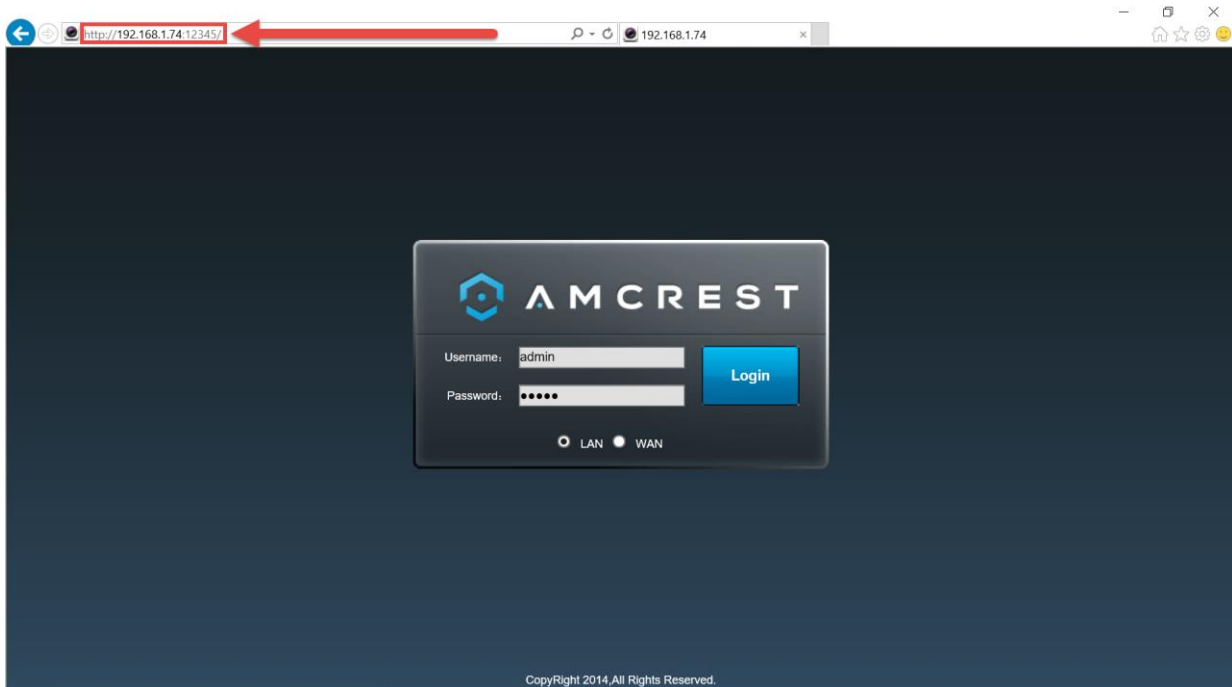 http://192.168.1.74:12345/
192.168.1.74
AMCREST
Username:
admin
Login
Password:
●●●●●
LAN WAN
CopyRight 2014,All Rights Reserved.